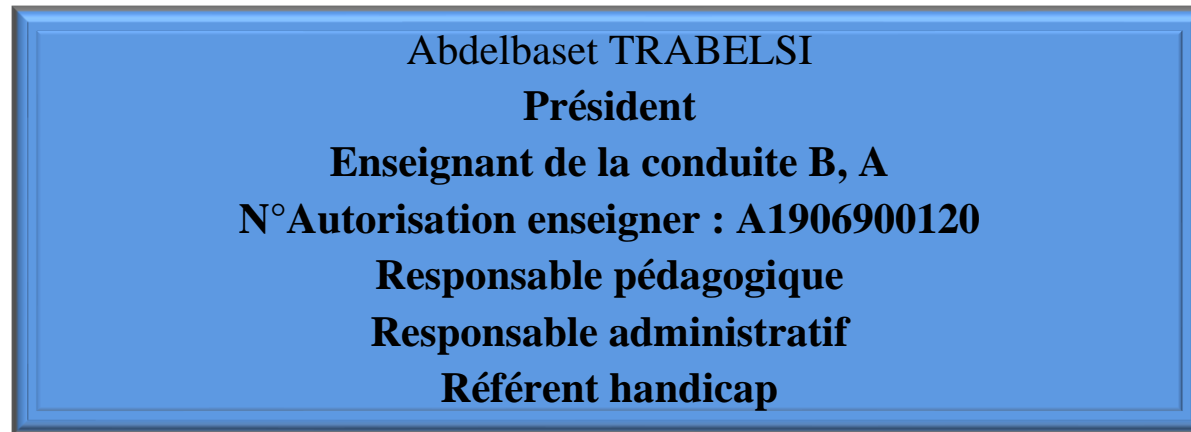 Abdelbaset TRABELSI
Président
Enseignant de la conduite B, A
N°Autorisation enseigner : A1906900120
Responsable pédagogique
Responsable administratif
Référent handicap